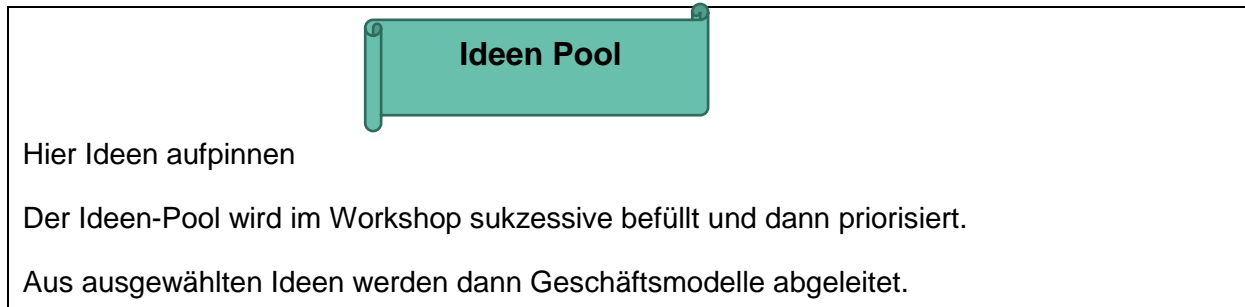 Ideen Pool
Hier Ideen aufpinnen
Der Ideen-Pool wird im Workshop sukzessive befüllt und dann priorisiert.
Aus ausgewählten Ideen werden dann Geschäftsmodelle abgeleitet.